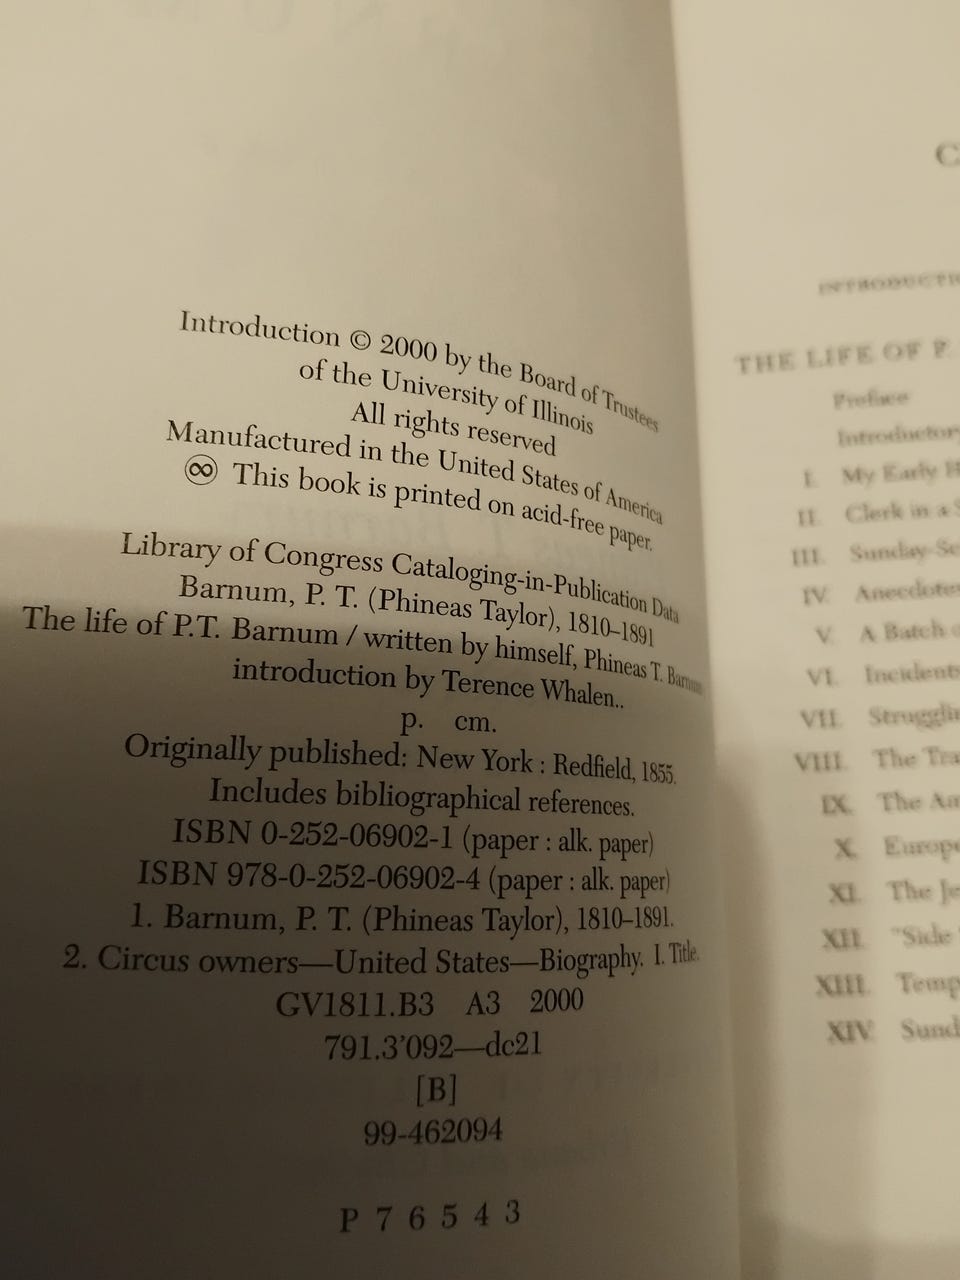 Introduction © 2000 by the Board of Trustees
of the University of Illinois
All rights reserved
Manufactured in the United States of America
♾ This book is printed on acid-free paper.
Library of Congress Cataloging-in-Publication Data
Barnum, P. T. (Phineas Taylor), 1810–1891
The life of P.T. Barnum / written by himself, Phineas T. Barnum
introduction by Terence Whalen..
p. cm.
Originally published: New York : Redfield, 1855.
Includes bibliographical references.
ISBN 0-252-06902-1 (paper : alk. paper)
ISBN 978-0-252-06902-4 (paper : alk. paper)
1. Barnum, P. T. (Phineas Taylor), 1810–1891.
2. Circus owners—United States—Biography. I. Title.
GV1811.B3 A3 2000
791.3'092—dc21
[B]
99-462094
P 7 6 5 4 3
C
INTRODUCTION
THE LIFE OF P.
Preface
Introductory
I. My Early H
II. Clerk in a S
III. Sunday-Sc
IV. Anecdotes
V. A Batch o
VI. Incidents
VII. Strugglin
VIII. The Tra
IX. The Am
X. Europe
XI. The Je
XII. "Side
XIII. Temp
XIV. Sund